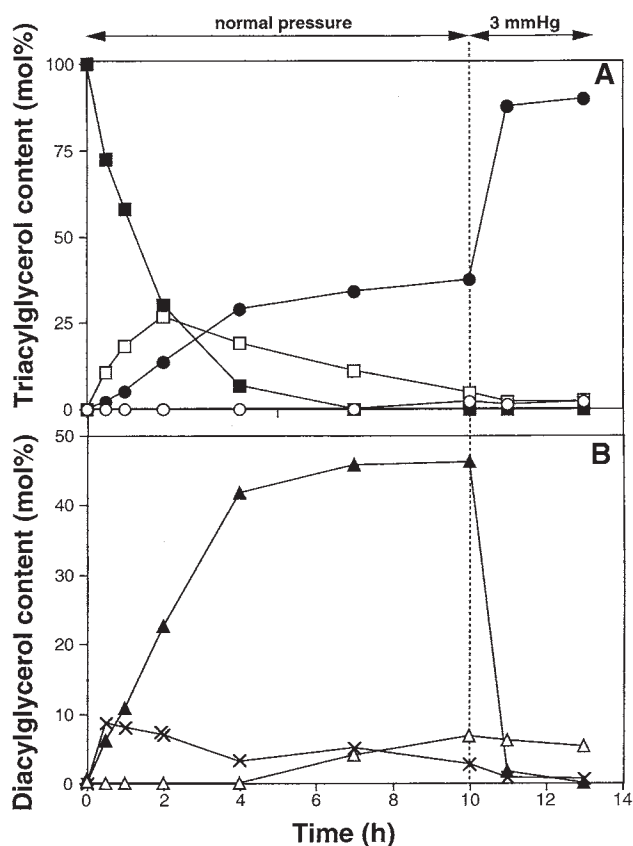 normal pressure 3 mmHg
A
Triacylglycerol content (mol%)
100
75
50
25
0
B
Diacylglycerol content (mol%)
50
40
30
20
10
0
0 2 4 6 8 10 12 14
Time (h)